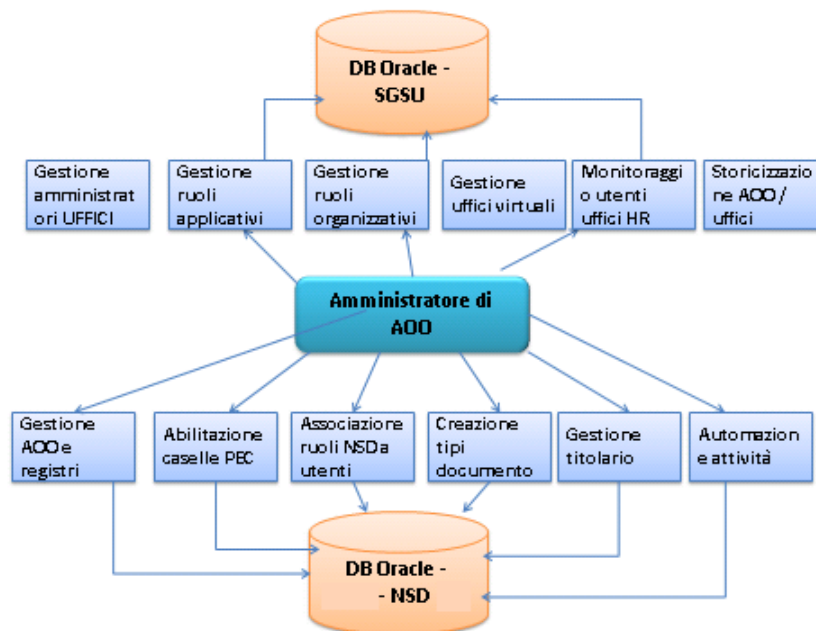 DB Oracle -
SGSU
Gestione
amministrat
ori UFFICI
Gestione
ruoli
applicativi
Gestione
ruoli
organizzativi
Gestione
uffici virtuali
Monitoraggi
o utenti
uffici HR
Storicizzazio
ne AOO /
uffici
Amministratore di
AOO
Gestione
AOO e
registri
Abilitazione
caselle PEC
Associazione
ruoli NSD a
utenti
Creazione
tipi
documento
Gestione
titolario
Automazion
e attività
DB Oracle -
- NSD